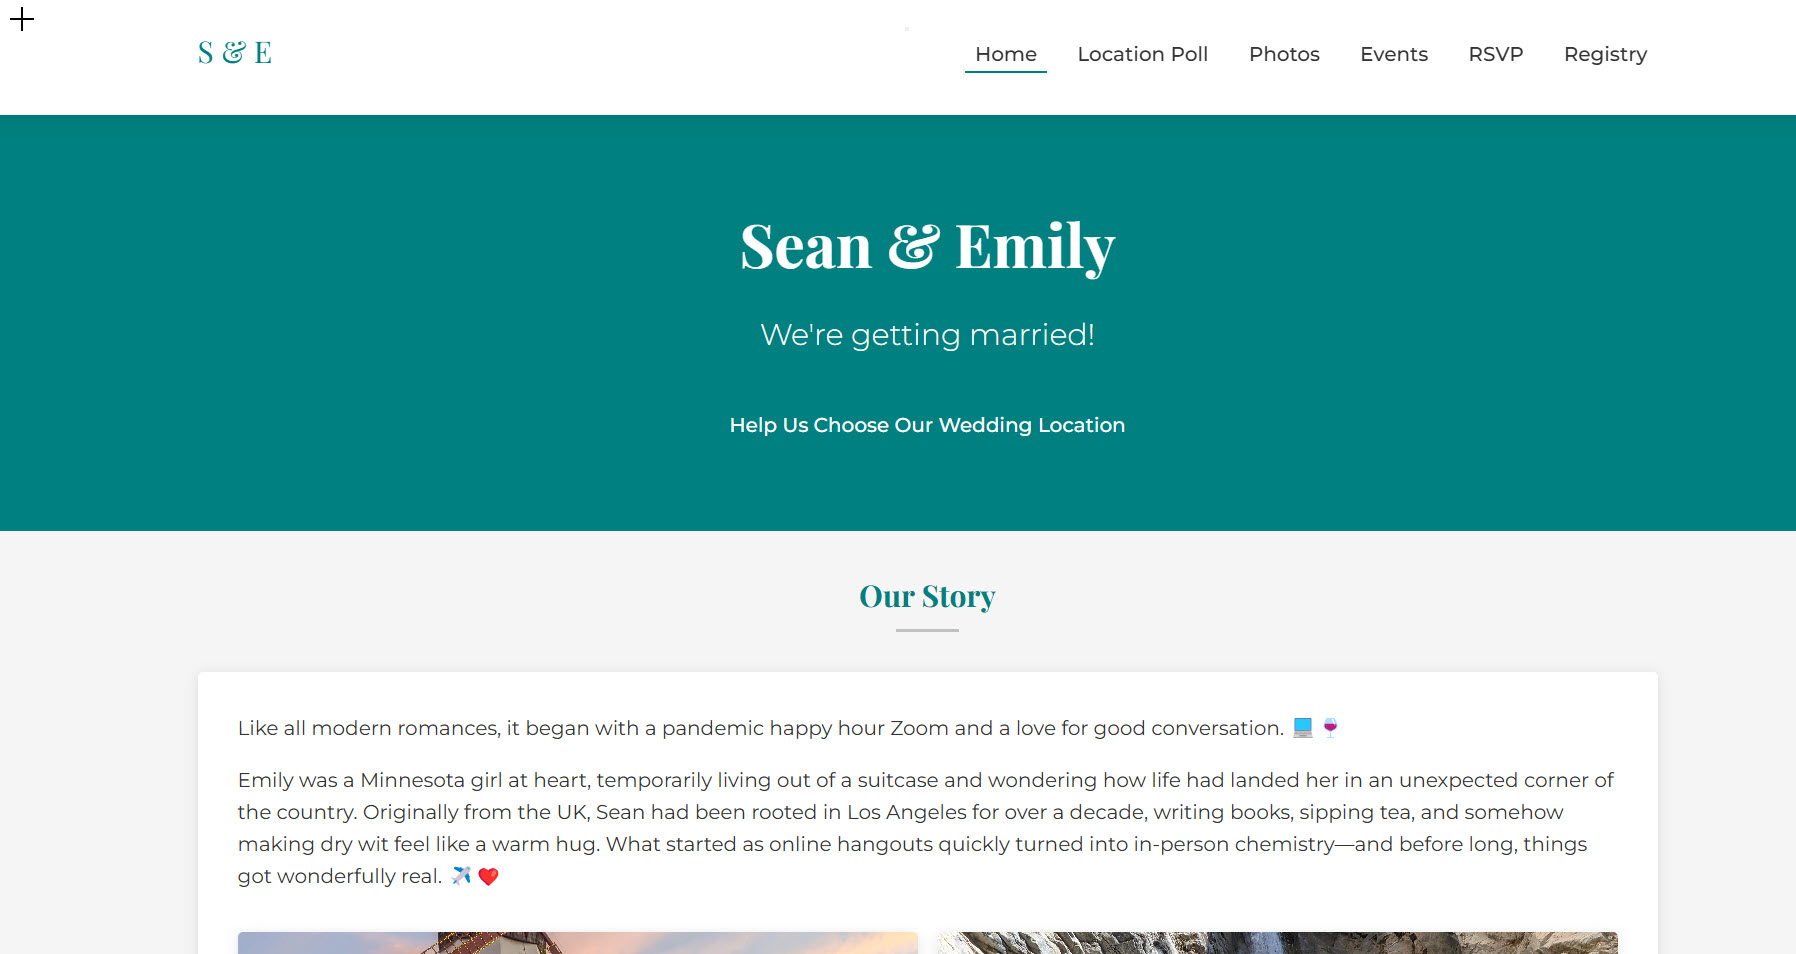 S & E
Home Location Poll Photos Events RSVP Registry
Sean & Emily
We're getting married!
Help Us Choose Our Wedding Location
Our Story
Like all modern romances, it began with a pandemic happy hour Zoom and a love for good conversation. 💻 🍷
Emily was a Minnesota girl at heart, temporarily living out of a suitcase and wondering how life had landed her in an unexpected corner of
the country. Originally from the UK, Sean had been rooted in Los Angeles for over a decade, writing books, sipping tea, and somehow
making dry wit feel like a warm hug. What started as online hangouts quickly turned into in-person chemistry—and before long, things
got wonderfully real. ✈️ ❤️